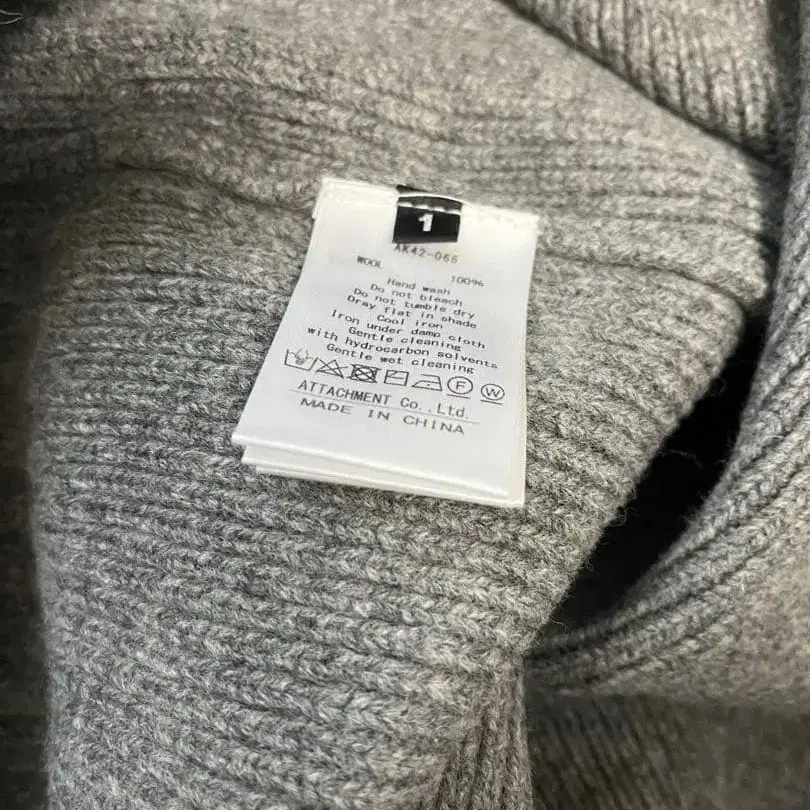 1
AK42-066
WOOL 100%
Hand wash
Do not bleach
Do not tumble dry
Dray flat in shade
Cool iron
Iron under damp cloth
Gentle cleaning
with hydrocarbon solvents
Gentle wet cleaning
F W
ATTACHMENT Co.,Ltd.
MADE IN CHINA